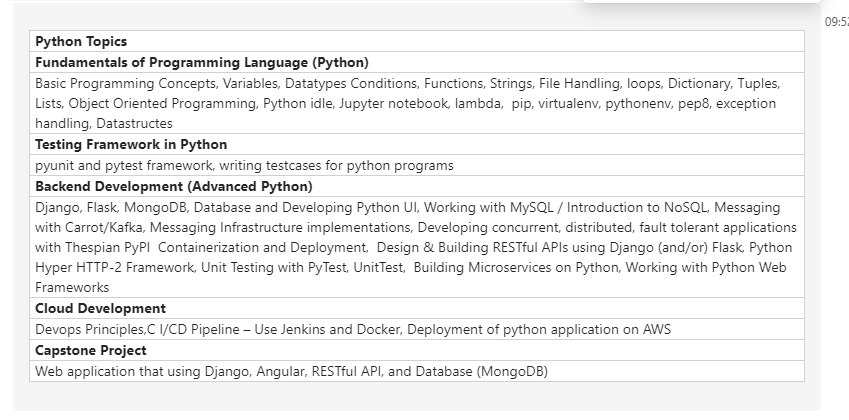 09:52
Python Topics
Fundamentals of Programming Language (Python)
Basic Programming Concepts, Variables, Datatypes Conditions, Functions, Strings, File Handling, loops, Dictionary, Tuples,
Lists, Object Oriented Programming, Python idle, Jupyter notebook, lambda,  pip, virtualenv, pythonenv, pep8, exception
handling, Datastructes
Testing Framework in Python
pyunit and pytest framework, writing testcases for python programs
Backend Development (Advanced Python)
Django, Flask, MongoDB, Database and Developing Python UI, Working with MySQL / Introduction to NoSQL, Messaging
with Carrot/Kafka, Messaging Infrastructure implementations, Developing concurrent, distributed, fault tolerant applications
with Thespian PyPI  Containerization and Deployment,  Design & Building RESTful APIs using Django (and/or) Flask, Python
Hyper HTTP-2 Framework, Unit Testing with PyTest, UnitTest,  Building Microservices on Python, Working with Python Web
Frameworks
Cloud Development
Devops Principles,C I/CD Pipeline – Use Jenkins and Docker, Deployment of python application on AWS
Capstone Project
Web application that using Django, Angular, RESTful API, and Database (MongoDB)